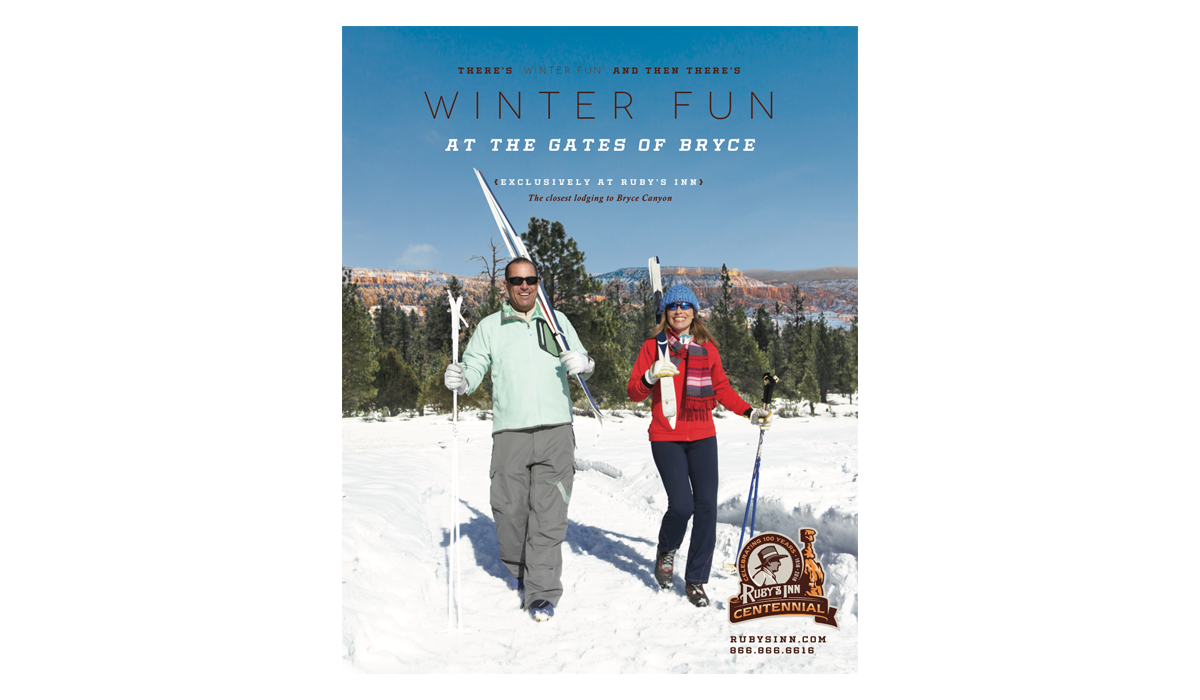 THERE'S 'WINTER FUN' AND THEN THERE'S
WINTER FUN
AT THE GATES OF BRYCE
{EXCLUSIVELY AT RUBY'S INN}
The closest lodging to Bryce Canyon
CELEBRATING 100 YEARS
RUBY'S INN
CENTENNIAL
RUBYSINN.COM
866.866.6616